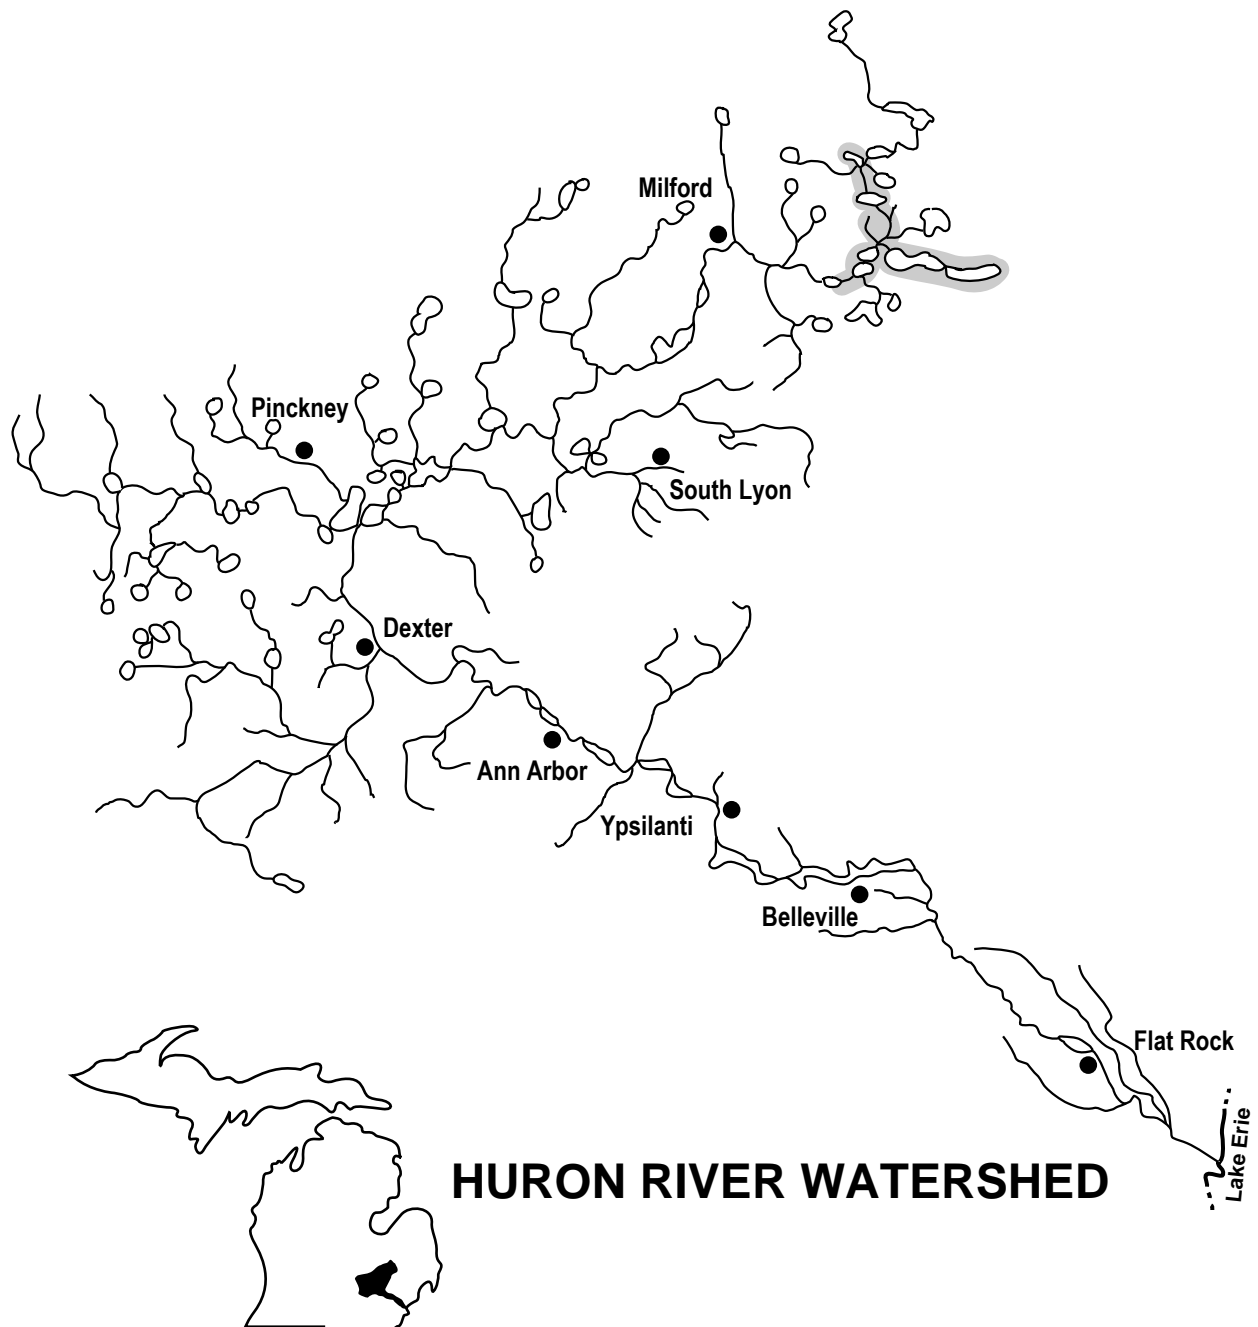 Milford
Pinckney
South Lyon
Dexter
Ann Arbor
Ypsilanti
Belleville
Flat Rock
Lake Erie
HURON RIVER WATERSHED